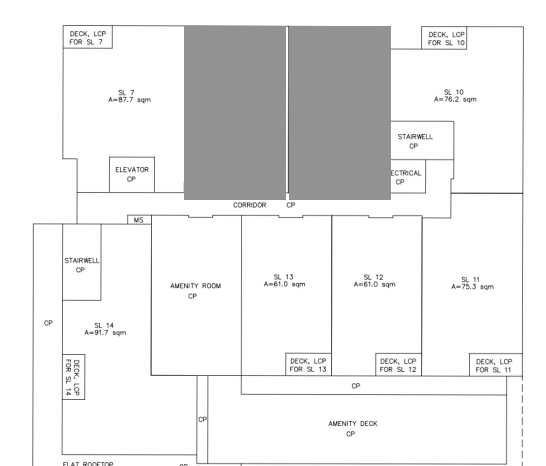 DECK, LCP
FOR SL 7
DECK, LCP
FOR SL 10
SL 7
A=87.7 sqm
SL 10
A=76.2 sqm
STAIRWELL
CP
ELEVATOR
CP
ECTRICAL
CP
CORRIDOR CP
MS
STAIRWELL
CP
AMENITY ROOM
CP
SL 13
A=61.0 sqm
SL 12
A=61.0 sqm
SL 11
A=75.3 sqm
CP
SL 14
A=91.7 sqm
DECK, LCP
FOR SL 14
DECK, LCP
FOR SL 13
DECK, LCP
FOR SL 12
DECK, LCP
FOR SL 11
CP
CP
AMENITY DECK
CP
FLAT ROOFTOP
CP